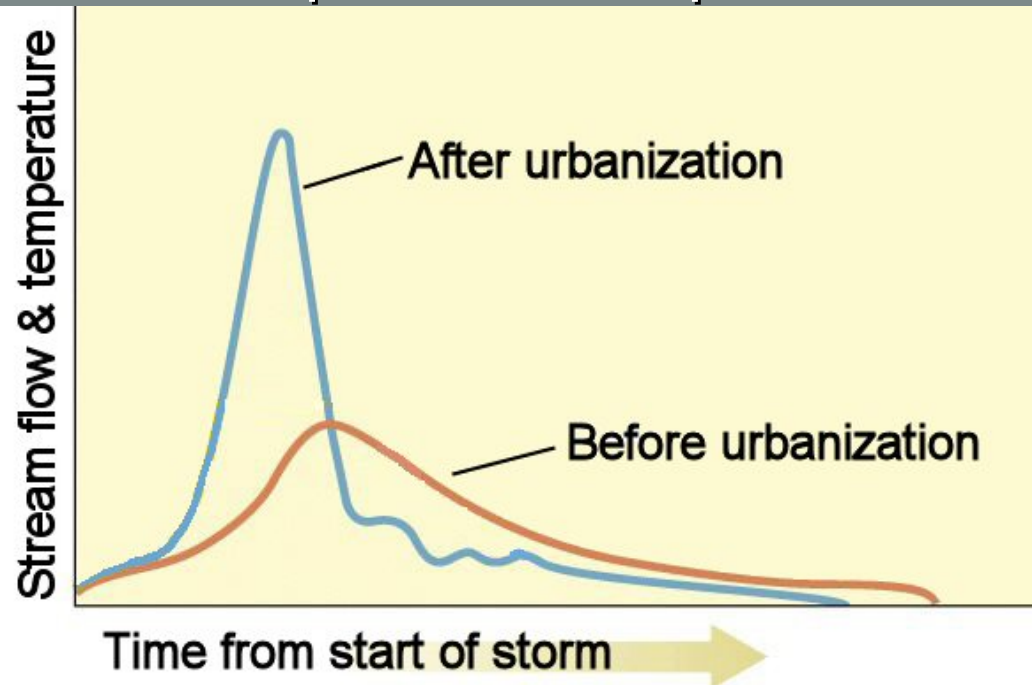 Stream flow & temperature
After urbanization
Before urbanization
Time from start of storm